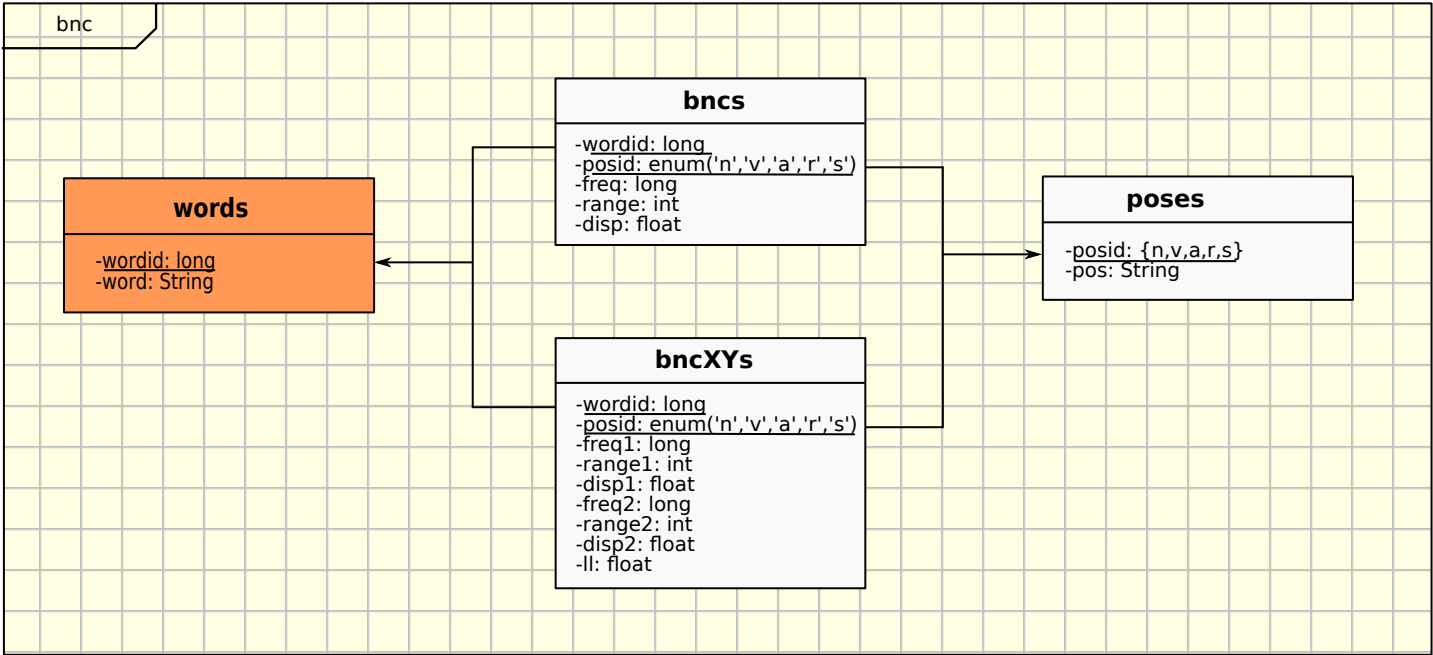 bnc
bncs
-wordid: long
-posid: enum('n','v','a','r','s')
-freq: long
-range: int
-disp: float
words
-wordid: long
-word: String
poses
-posid: {n,v,a,r,s}
-pos: String
bncXYs
-wordid: long
-posid: enum('n','v','a','r','s')
-freq1: long
-range1: int
-disp1: float
-freq2: long
-range2: int
-disp2: float
-ll: float